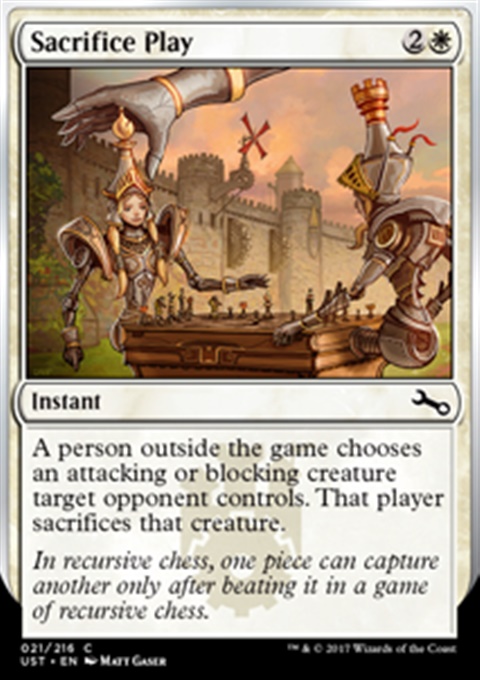 Sacrifice Play 2
Instant
A person outside the game chooses
an attacking or blocking creature
target opponent controls. That player
sacrifices that creature.
In recursive chess, one piece can capture
another only after beating it in a game
of recursive chess.
021/216 C
UST • EN Matt Gaser
™ & © 2017 Wizards of the Coast